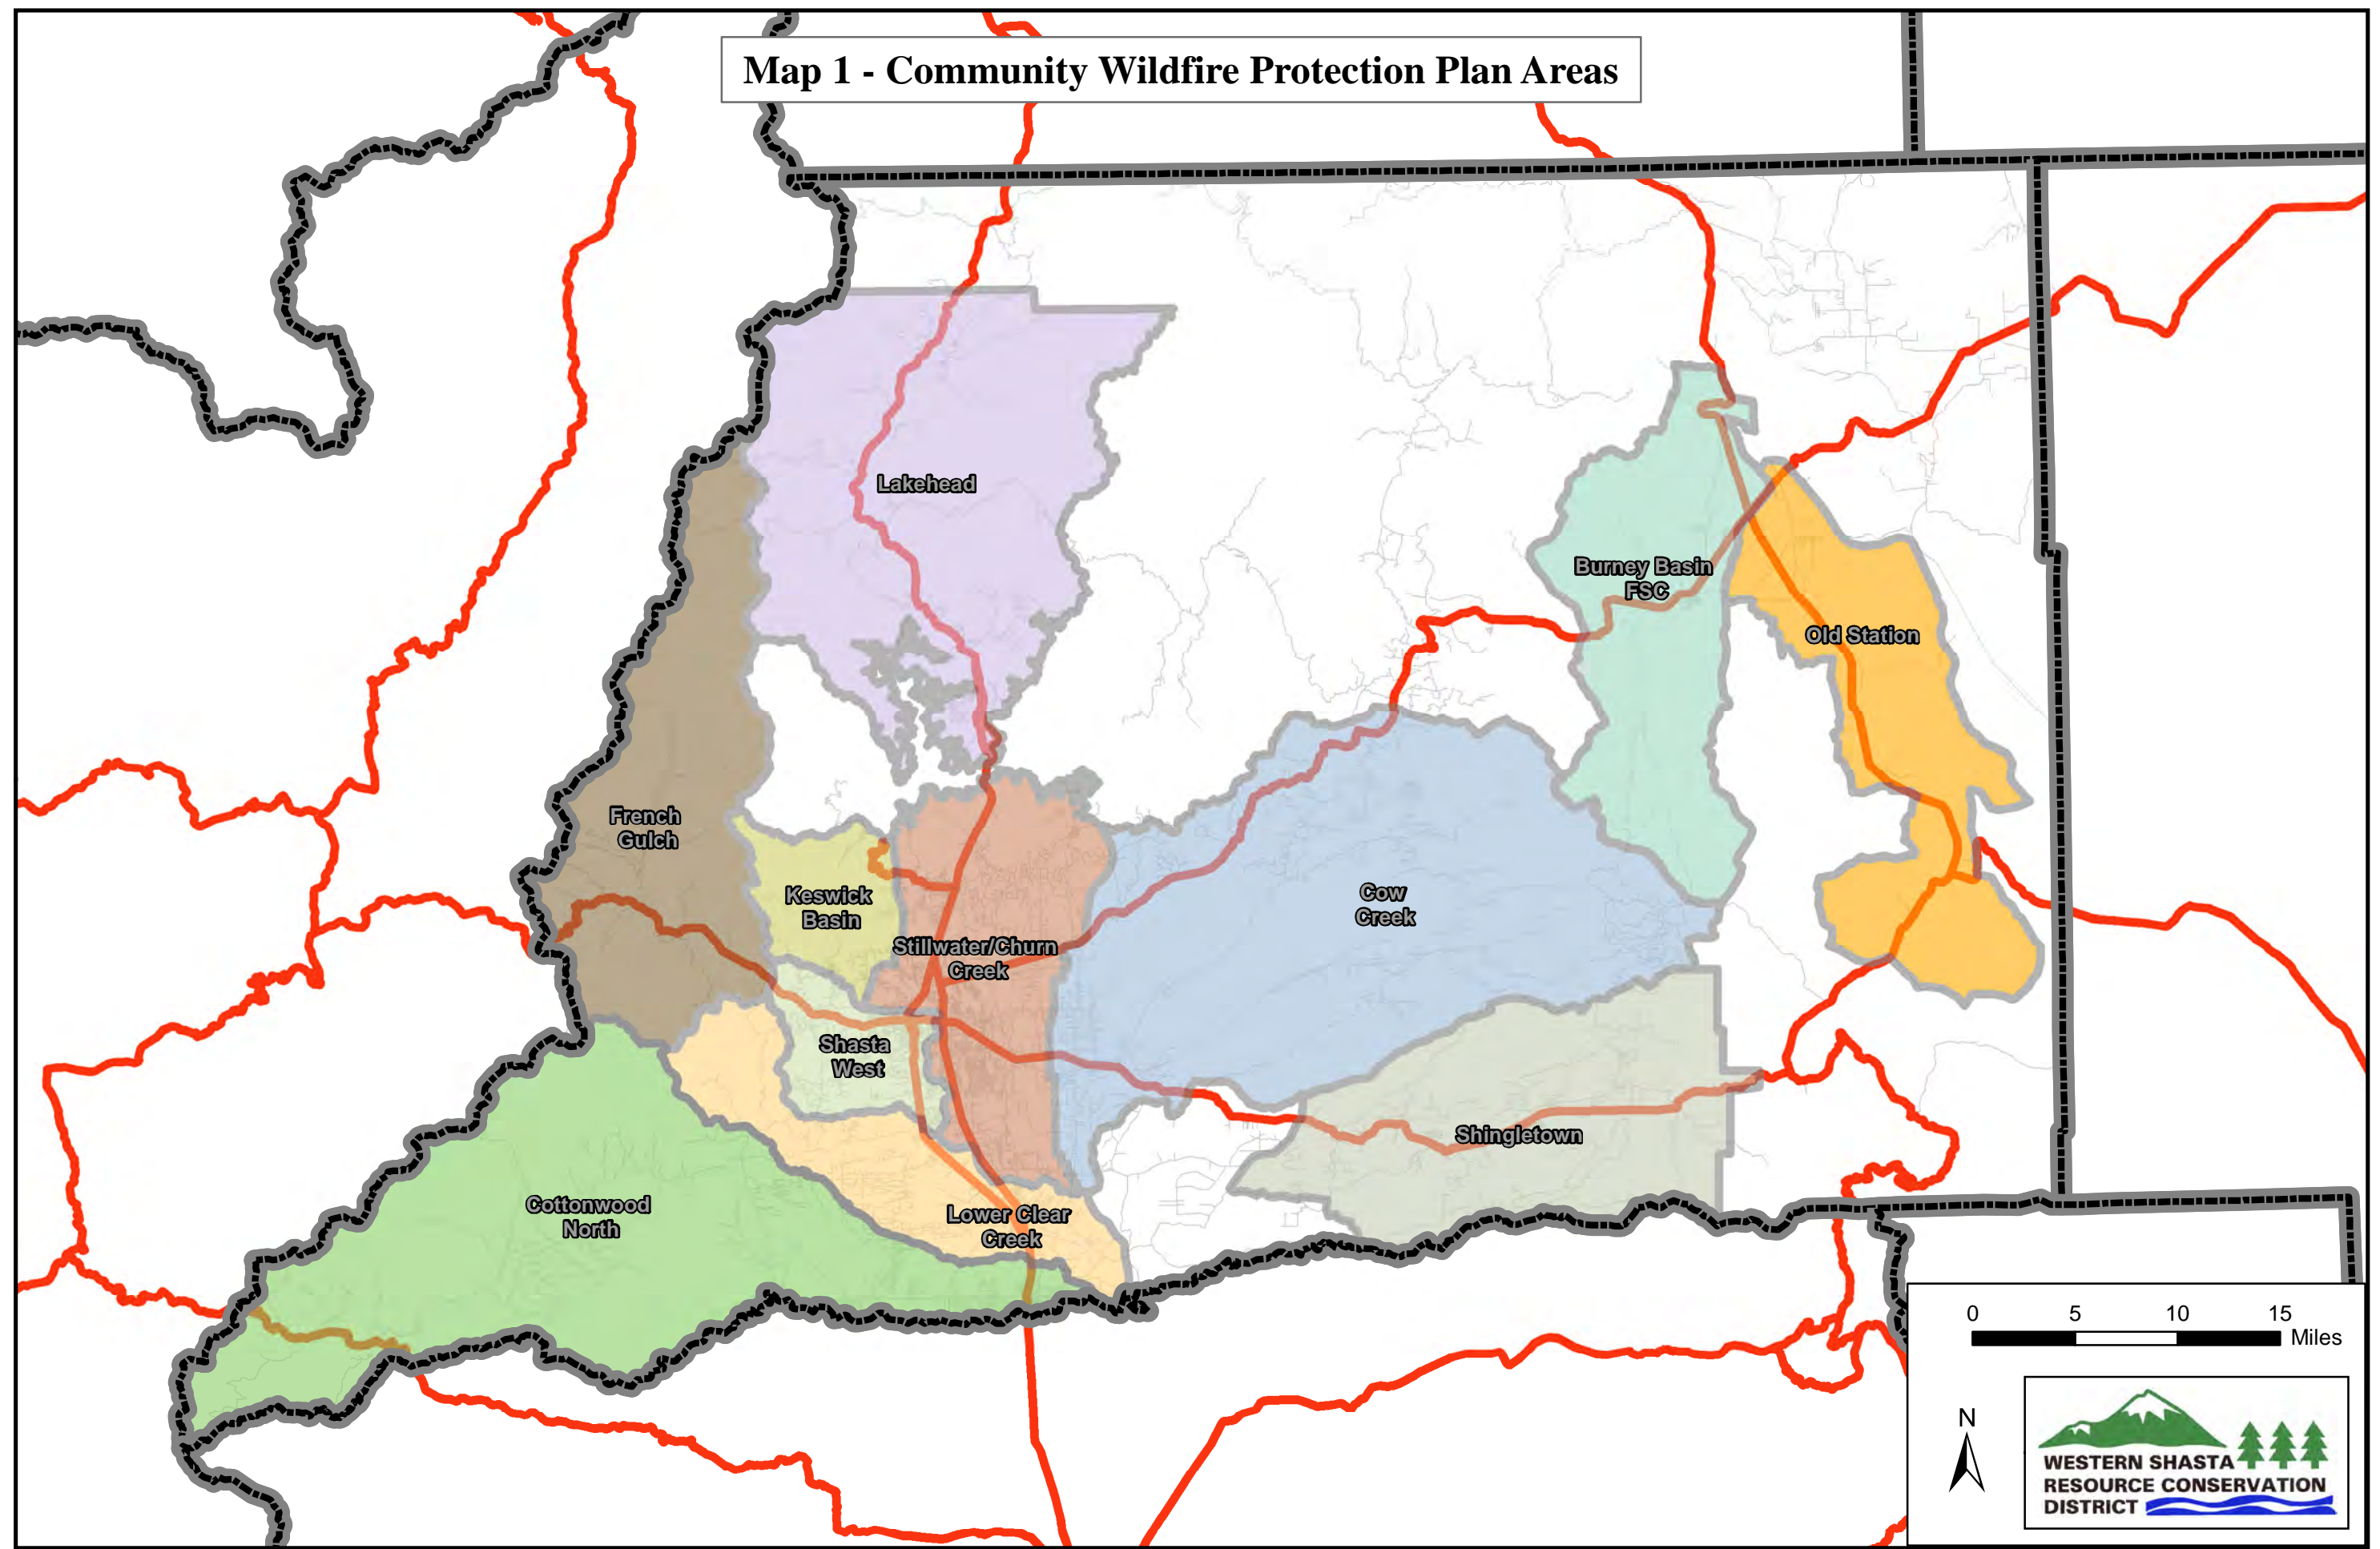 Map 1 - Community Wildfire Protection Plan Areas
Lakehead
Burney Basin
FSC
Old Station
French
Gulch
Keswick
Basin
Cow
Creek
Stillwater/Churn
Creek
Shasta
West
Shingletown
Cottonwood
North
Lower Clear
Creek
0 5 10 15
Miles
N
WESTERN SHASTA
RESOURCE CONSERVATION
DISTRICT